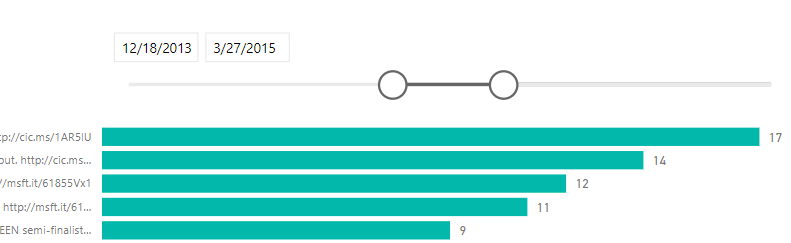 12/18/2013 3/27/2015
tp://cic.ms/1AR5IU 17
out. http://cic.ms... 14
//msft.it/61855Vx1 12
http://msft.it/61... 11
EEN semi-finalist... 9